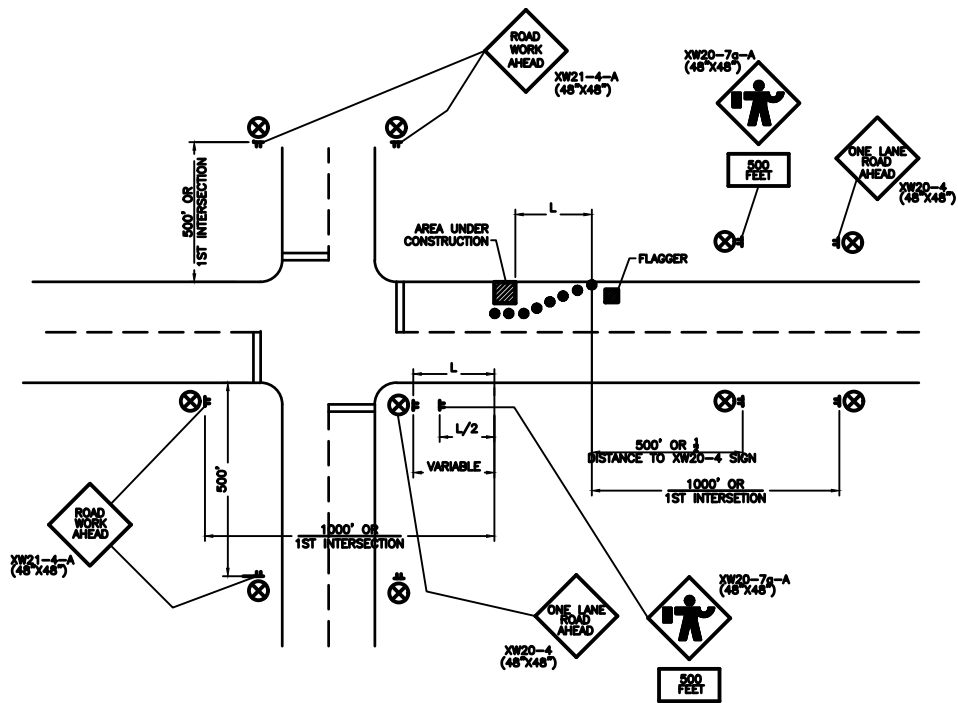 ROAD
WORK
AHEAD
XW21-4-A
(48"X48")
XW20-7a-A
(48"X48")
500
FEET
ONE LANE
ROAD
AHEAD
XW20-4
(48"X48")
500' OR
1ST INTERSECTION
AREA UNDER
CONSTRUCTION
L
FLAGGER
L
L/2
VARIABLE
500' OR ½
DISTANCE TO XW20-4 SIGN
1000' OR
1ST INTERSETION
500'
1000' OR
1ST INTERSECTION
ROAD
WORK
AHEAD
XW21-4-A
(48"X48")
ONE LANE
ROAD
AHEAD
XW20-4
(48"X48")
XW20-7a-A
(48"X48")
500
FEET